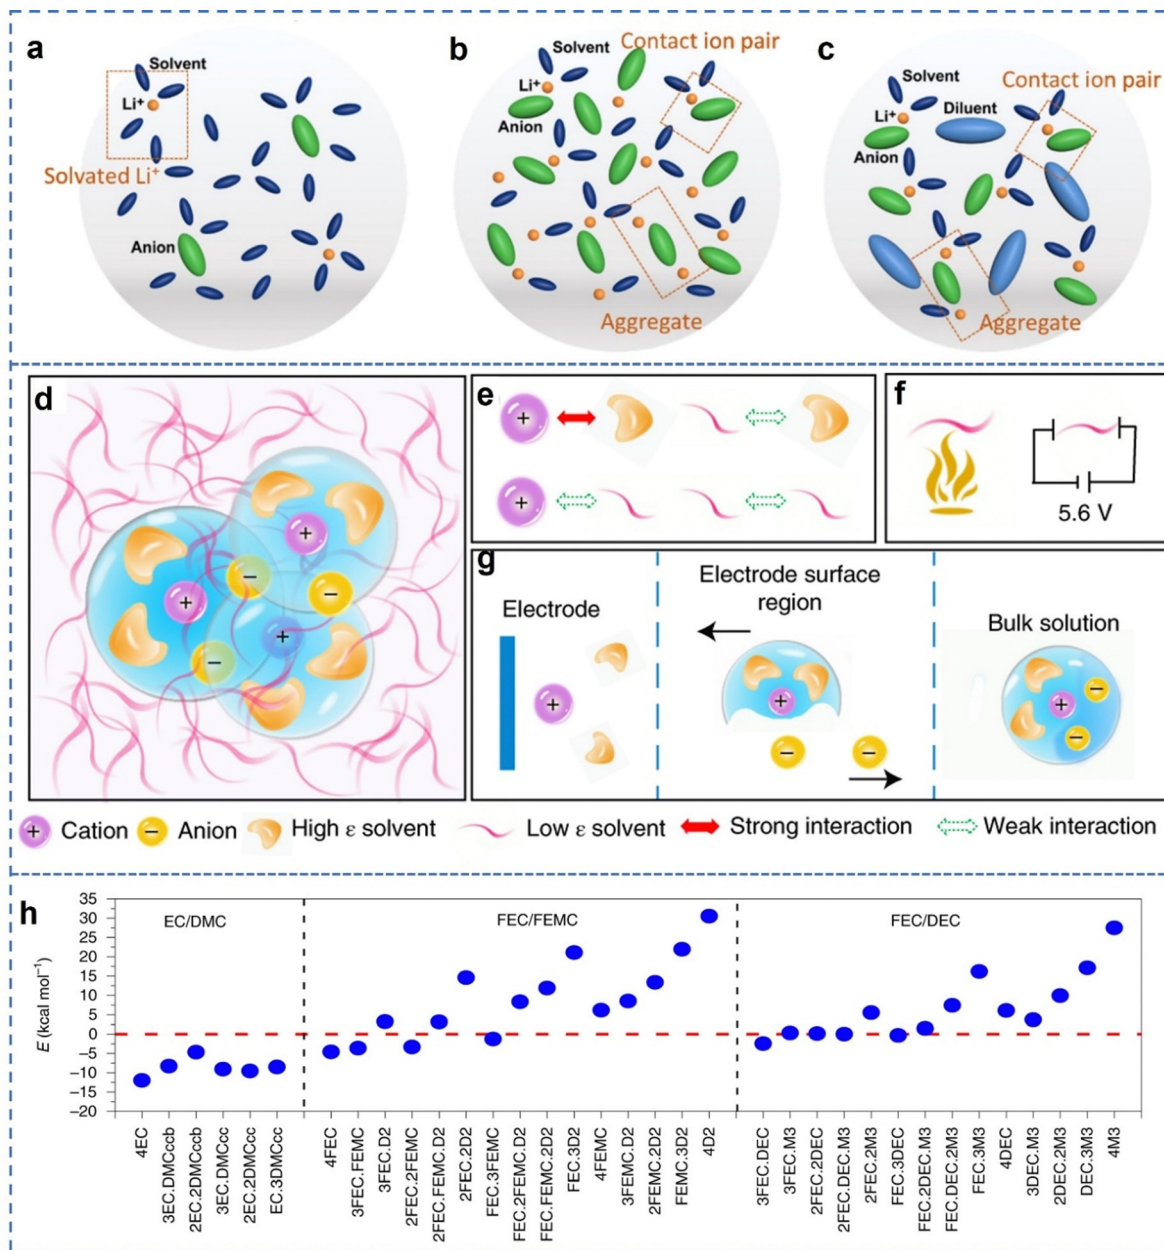 a
Solvent
Li⁺
Solvated Li⁺
Anion
b
Solvent
Contact ion pair
Li⁺
Anion
Aggregate
c
Solvent
Contact ion pair
Li⁺
Diluent
Anion
Aggregate
d
e
f
5.6 V
g
Electrode
Electrode surface
region
Bulk solution
Cation
Anion
High ε solvent
Low ε solvent
Strong interaction
Weak interaction
h
E (kcal mol⁻¹)
35
30
25
20
15
10
5
0
−5
−10
−15
−20
EC/DMC
FEC/FEMC
FEC/DEC
4EC
3EC.DMCccb
2EC.2DMCccb
3EC.DMCcc
2EC.2DMCcc
EC.3DMCcc
4FEC
3FEC.FEMC
3FEC.D2
2FEC.2FEMC
2FEC.FEMC.D2
2FEC.2D2
FEC.3FEMC
FEC.2FEMC.D2
FEC.FEMC.2D2
FEC.3D2
4FEMC
3FEMC.D2
2FEMC.2D2
FEMC.3D2
4D2
3FEC.DEC
3FEC.M3
2FEC.2DEC
2FEC.DEC.M3
2FEC.2M3
FEC.3DEC
FEC.2DEC.M3
FEC.DEC.2M3
FEC.3M3
4DEC
3DEC.M3
2DEC.2M3
DEC.3M3
4M3